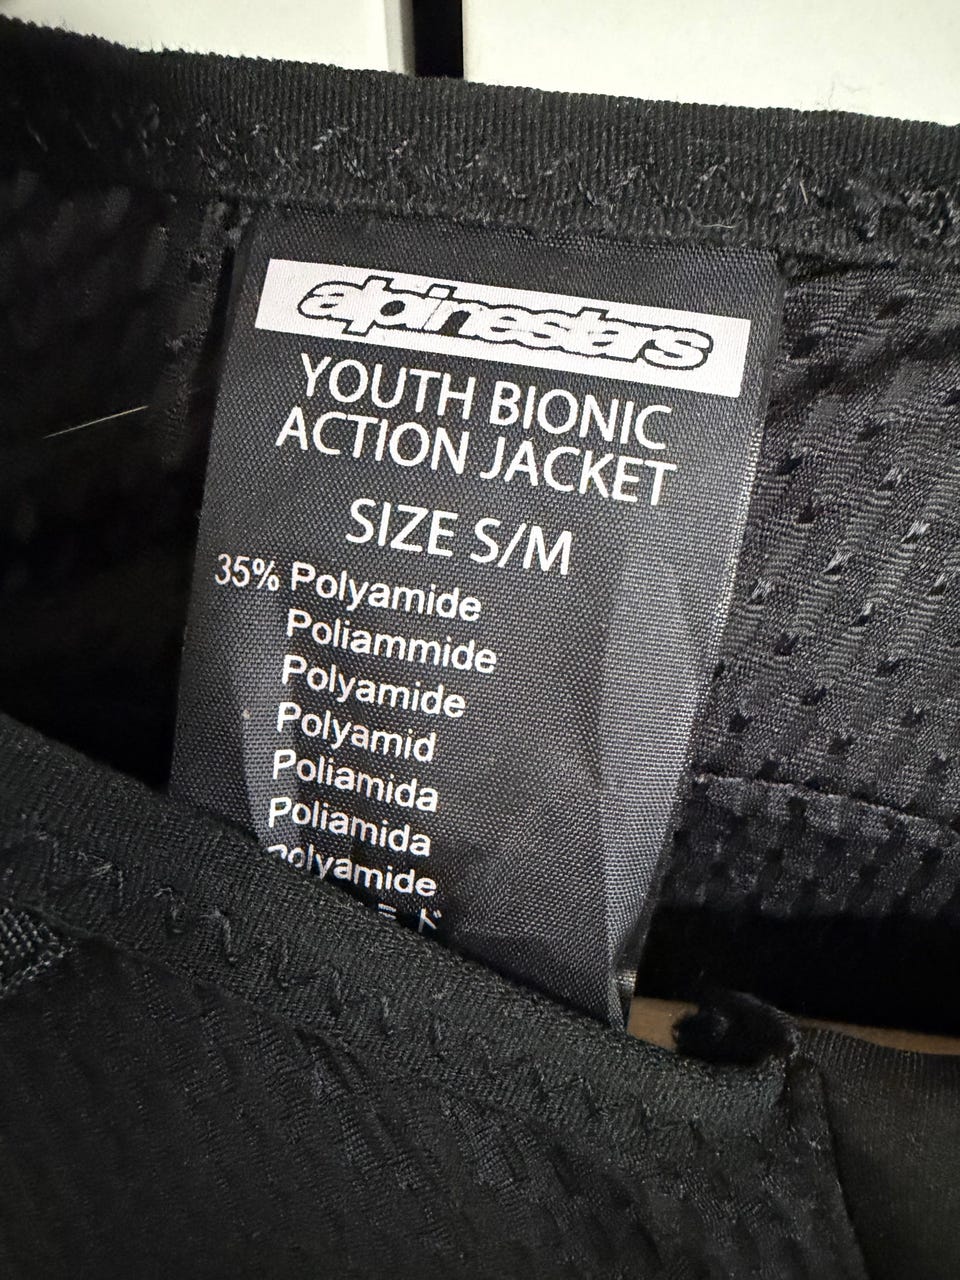 alpinestars
YOUTH BIONIC
ACTION JACKET
SIZE S/M
35% Polyamide
Poliammide
Polyamide
Polyamid
Poliamida
Poliamida